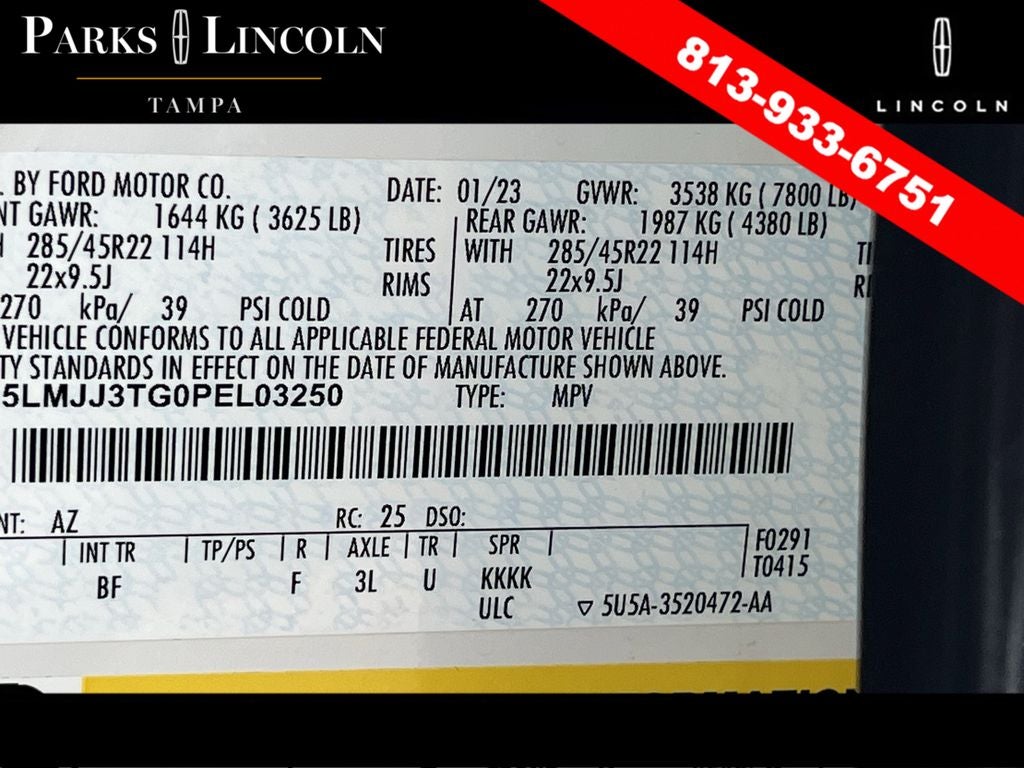 PARKS LINCOLN
TAMPA
813-933-6751
LINCOLN
. BY FORD MOTOR CO. DATE: 01/23 GVWR: 3538 KG ( 7800 LB)
NT GAWR: 1644 KG ( 3625 LB) REAR GAWR: 1987 KG ( 4380 LB)
H 285/45R22 114H TIRES WITH 285/45R22 114H TI
22x9.5J RIMS 22x9.5J RI
270 kPa/ 39 PSI COLD AT 270 kPa/ 39 PSI COLD
VEHICLE CONFORMS TO ALL APPLICABLE FEDERAL MOTOR VEHICLE
TY STANDARDS IN EFFECT ON THE DATE OF MANUFACTURE SHOWN ABOVE.
5LMJJ3TG0PEL03250 TYPE: MPV
NT: AZ RC: 25 DSO:
INT TR TP/PS R AXLE TR SPR F0291
BF F 3L U KKKK T0415
ULC ▽ 5U5A-3520472-AA